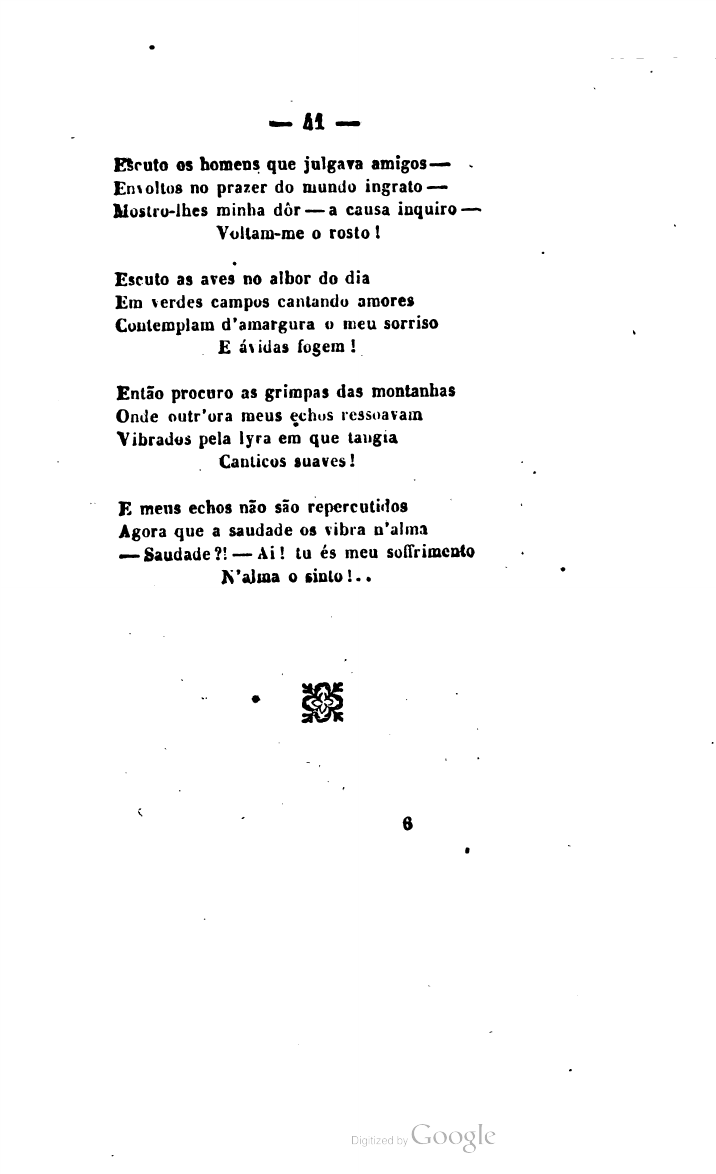 — 41 —
Escuto os homens que julgava amigos—
Envoltos no prazer do mundo ingrato—
Mostro-lhes minha dôr—a causa inquiro—
Voltam-me o rosto!
Escuto as aves no albor do dia
Em verdes campos cantando amores
Contemplam d'amargura o meu sorriso
E ávidas fogem!
Então procuro as grimpas das montanhas
Onde outr'ora meus echos ressoavam
Vibrados pela lyra em que tangia
Canticos suaves!
E meus echos não são repercutidos
Agora que a saudade os vibra n'alma
—Saudade?!—Ai! tu és meu soffrimento
N'alma o sinto!..
6
Digitized by Google